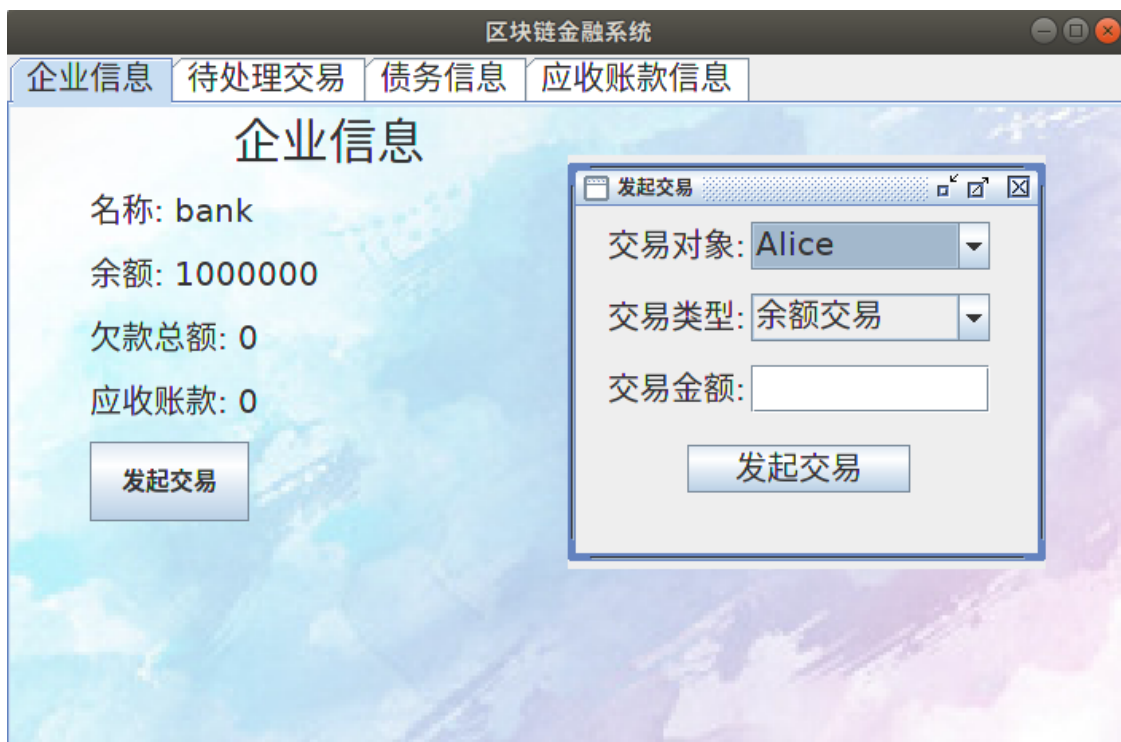 区块链金融系统
企业信息 待处理交易 债务信息 应收账款信息
企业信息
名称: bank
余额: 1000000
欠款总额: 0
应收账款: 0
发起交易
发起交易
交易对象: Alice
交易类型: 余额交易
交易金额:
发起交易